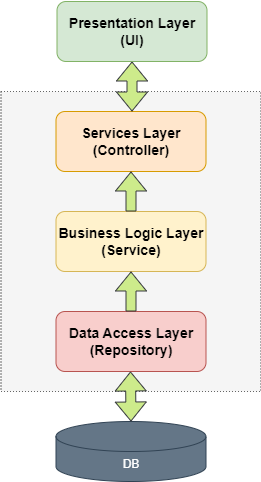 Presentation Layer
(UI)
Services Layer
(Controller)
Business Logic Layer
(Service)
Data Access Layer
(Repository)
DB